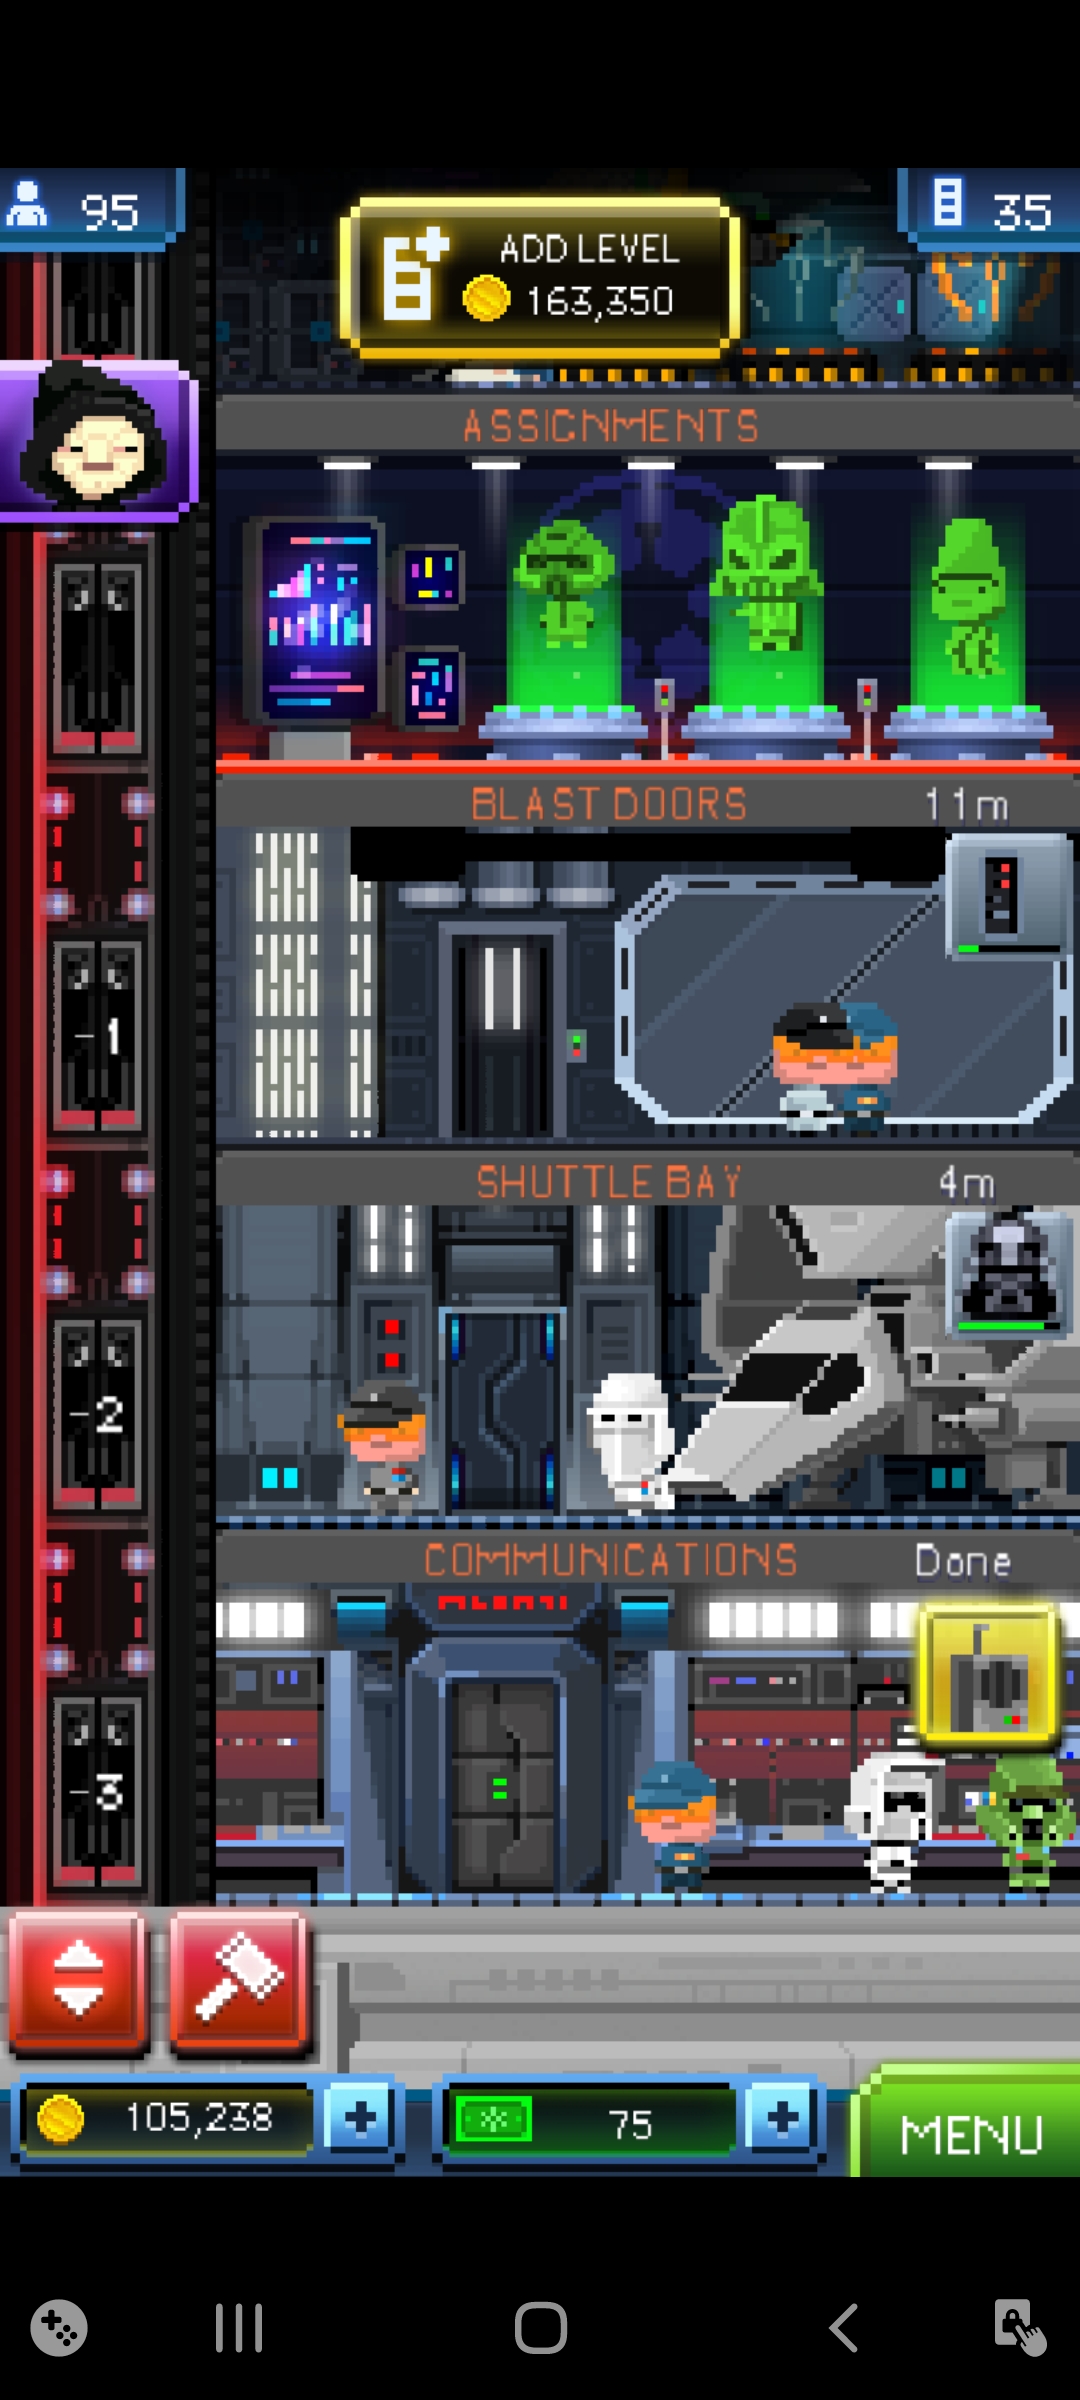 95
ADD LEVEL
163,350
35
ASSIGNMENTS
BLAST DOORS 11m
-1
SHUTTLE BAY 4m
-2
COMMUNICATIONS Done
-3
105,238
75
MENU